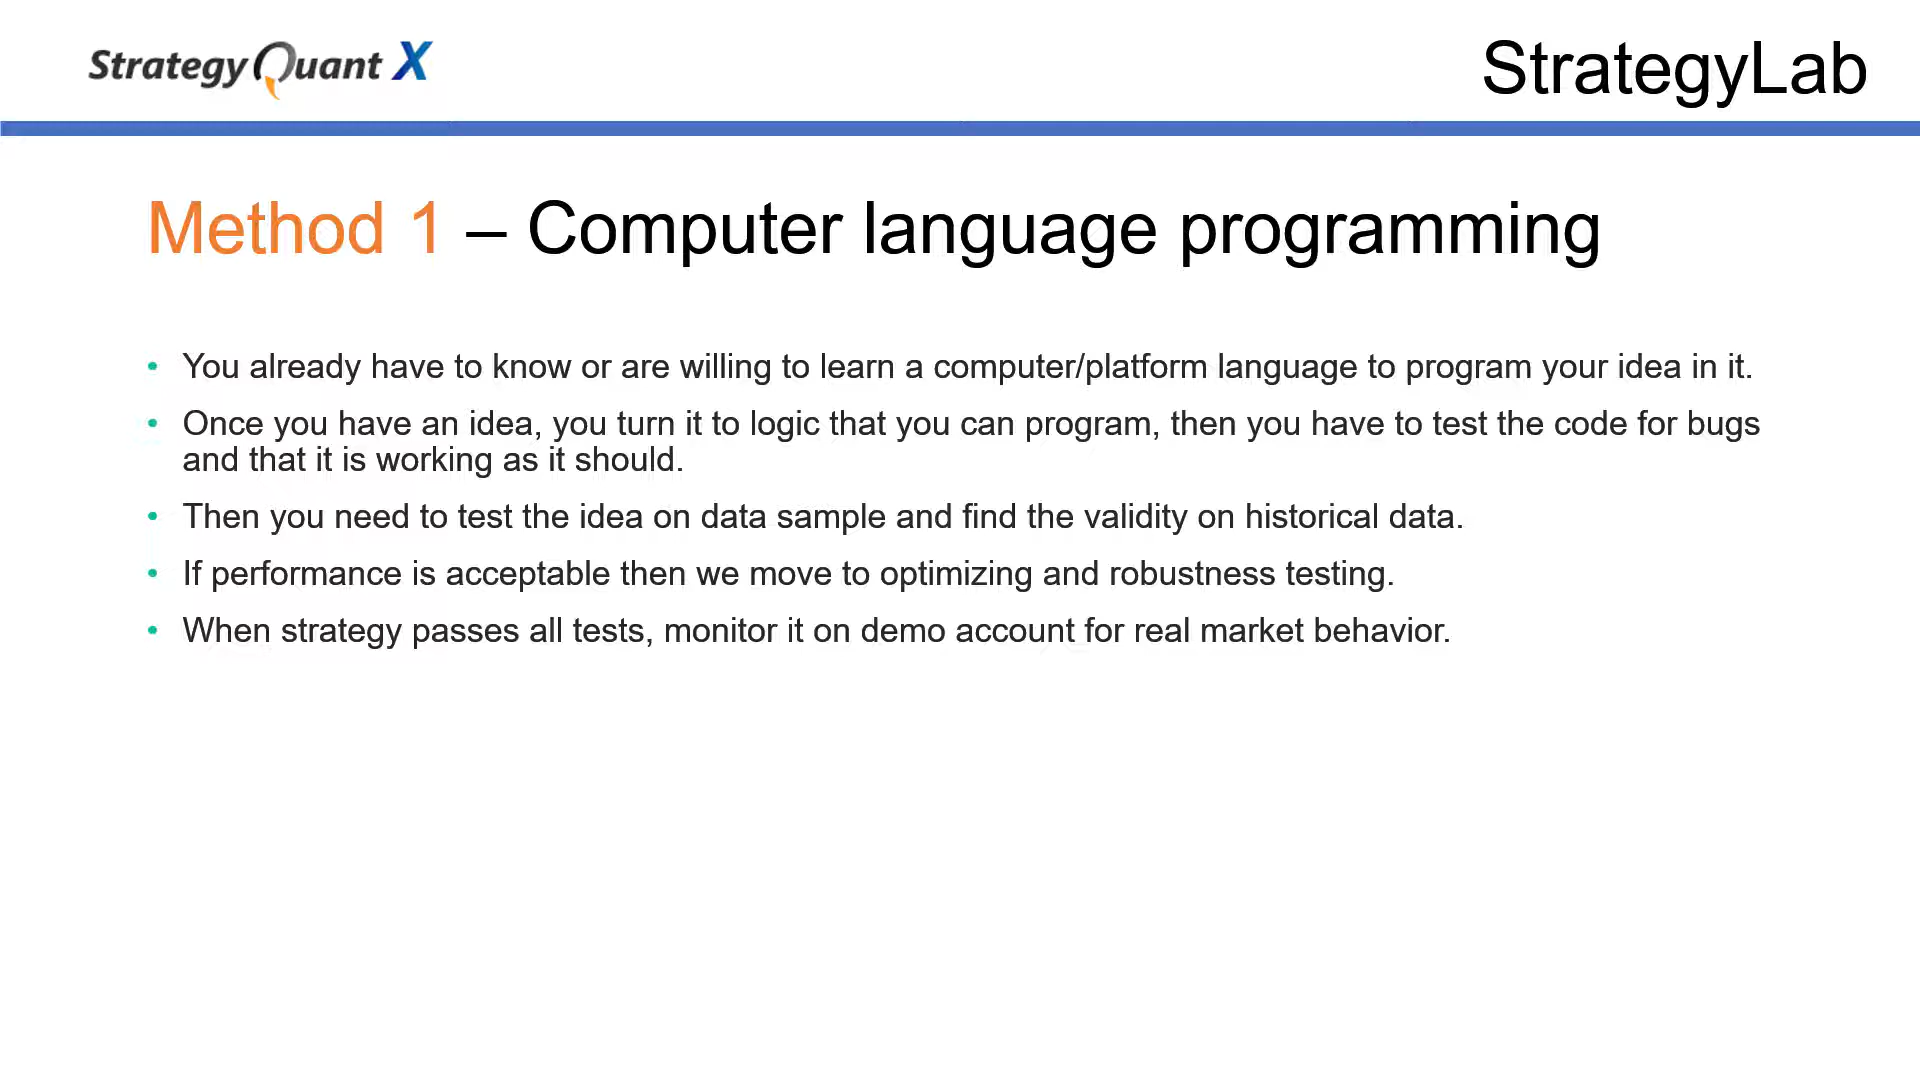 StrategyQuant X
StrategyLab
Method 1 – Computer language programming
• You already have to know or are willing to learn a computer/platform language to program your idea in it.
• Once you have an idea, you turn it to logic that you can program, then you have to test the code for bugs
and that it is working as it should.
• Then you need to test the idea on data sample and find the validity on historical data.
• If performance is acceptable then we move to optimizing and robustness testing.
• When strategy passes all tests, monitor it on demo account for real market behavior.